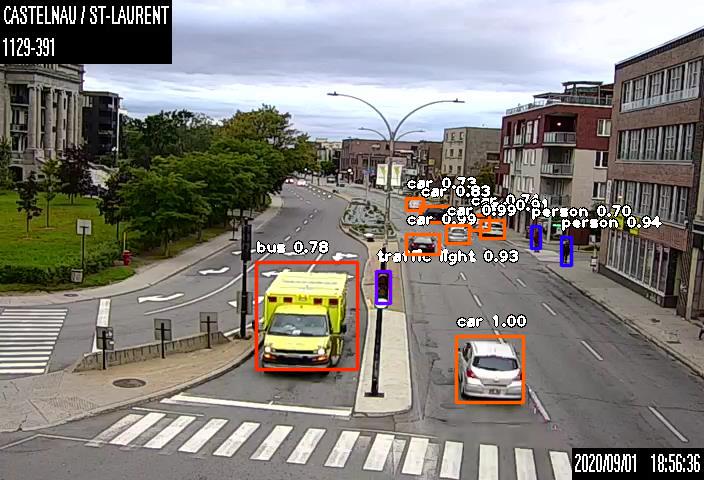 CASTELNAU / ST-LAURENT
1129-391
car 0.73
car 0.83
car 0.99
car 0.99
person 0.70
person 0.94
bus 0.78
traffic light 0.93
car 1.00
2020/09/01 18:56:36